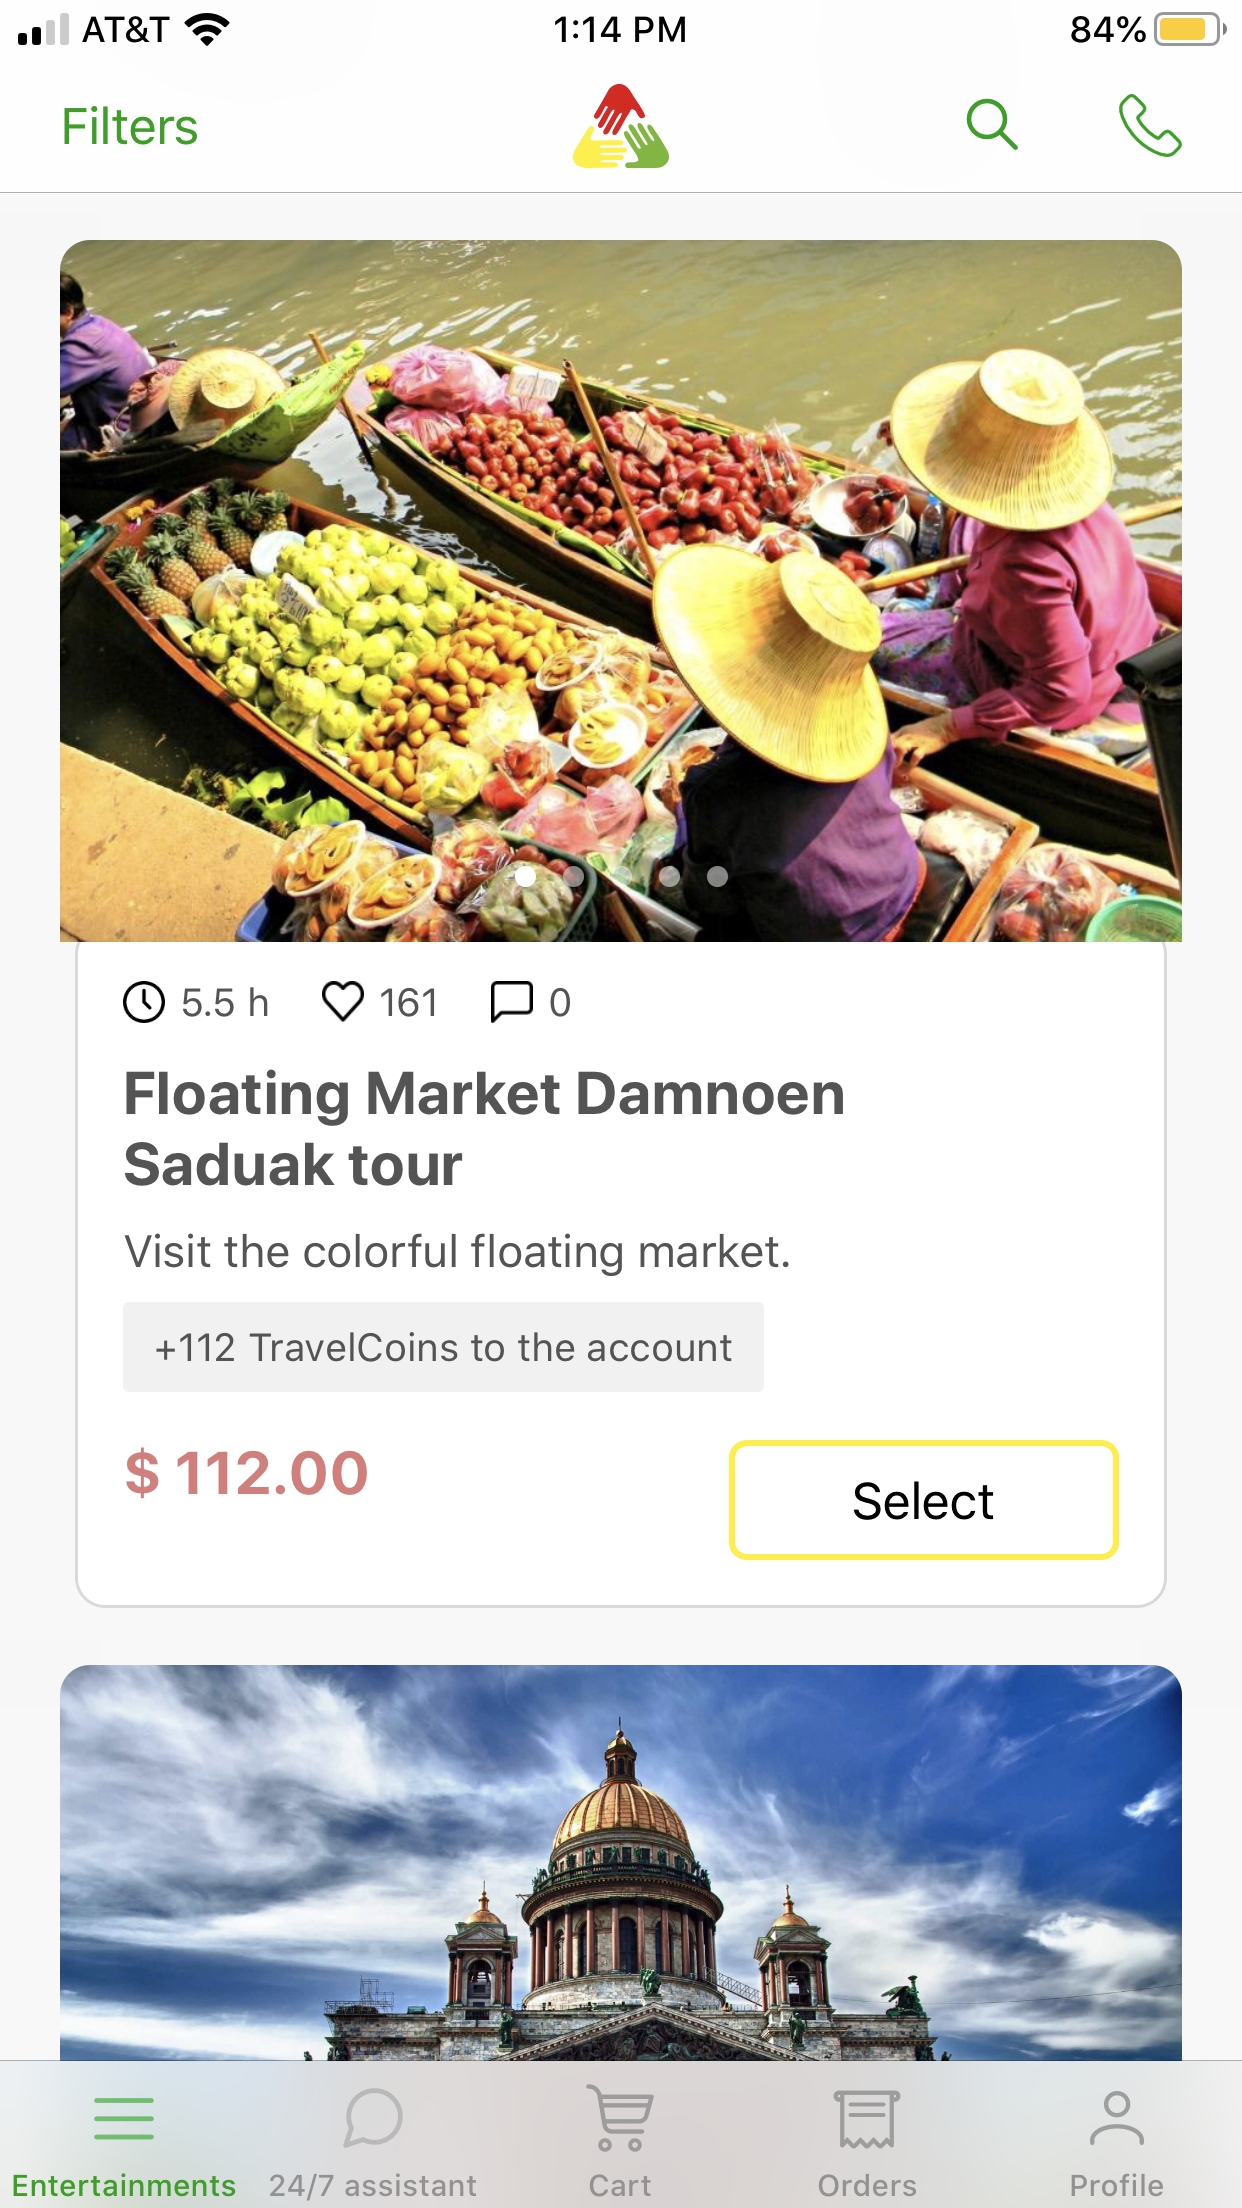 AT&T
1:14 PM
84%
Filters
5.5 h
161
0
Floating Market Damnoen
Saduak tour
Visit the colorful floating market.
+112 TravelCoins to the account
$ 112.00
Select
Entertainments
24/7 assistant
Cart
Orders
Profile